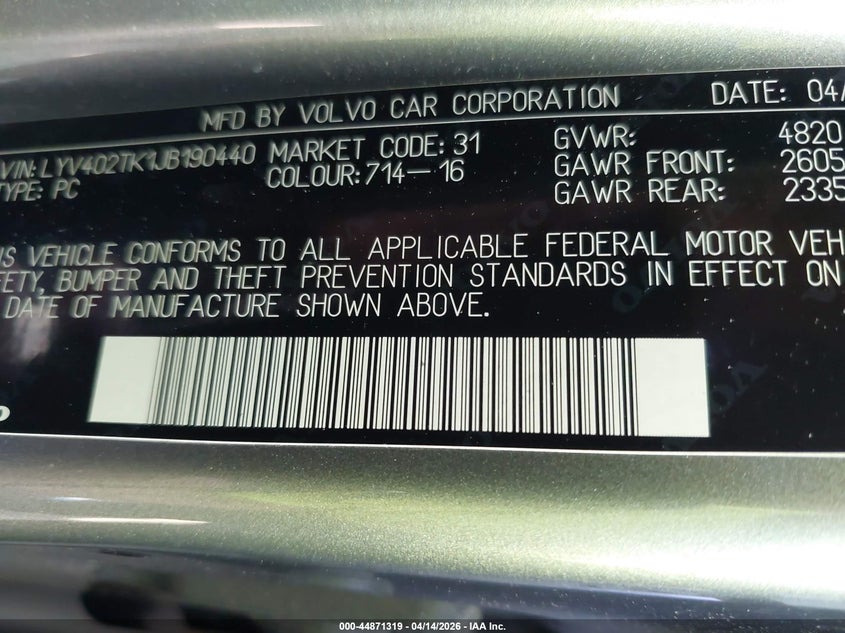 MFD BY VOLVO CAR CORPORATION DATE: 04/
VIN: LYV402TK1JB190440 MARKET CODE: 31 GVWR: 4820
TYPE: PC COLOUR: 714-16 GAWR FRONT: 2605
GAWR REAR: 2335
IS VEHICLE CONFORMS TO ALL APPLICABLE FEDERAL MOTOR VEH
FETY, BUMPER AND THEFT PREVENTION STANDARDS IN EFFECT ON
DATE OF MANUFACTURE SHOWN ABOVE.
000-44871319 / 04/14/2026 - IAA Inc.